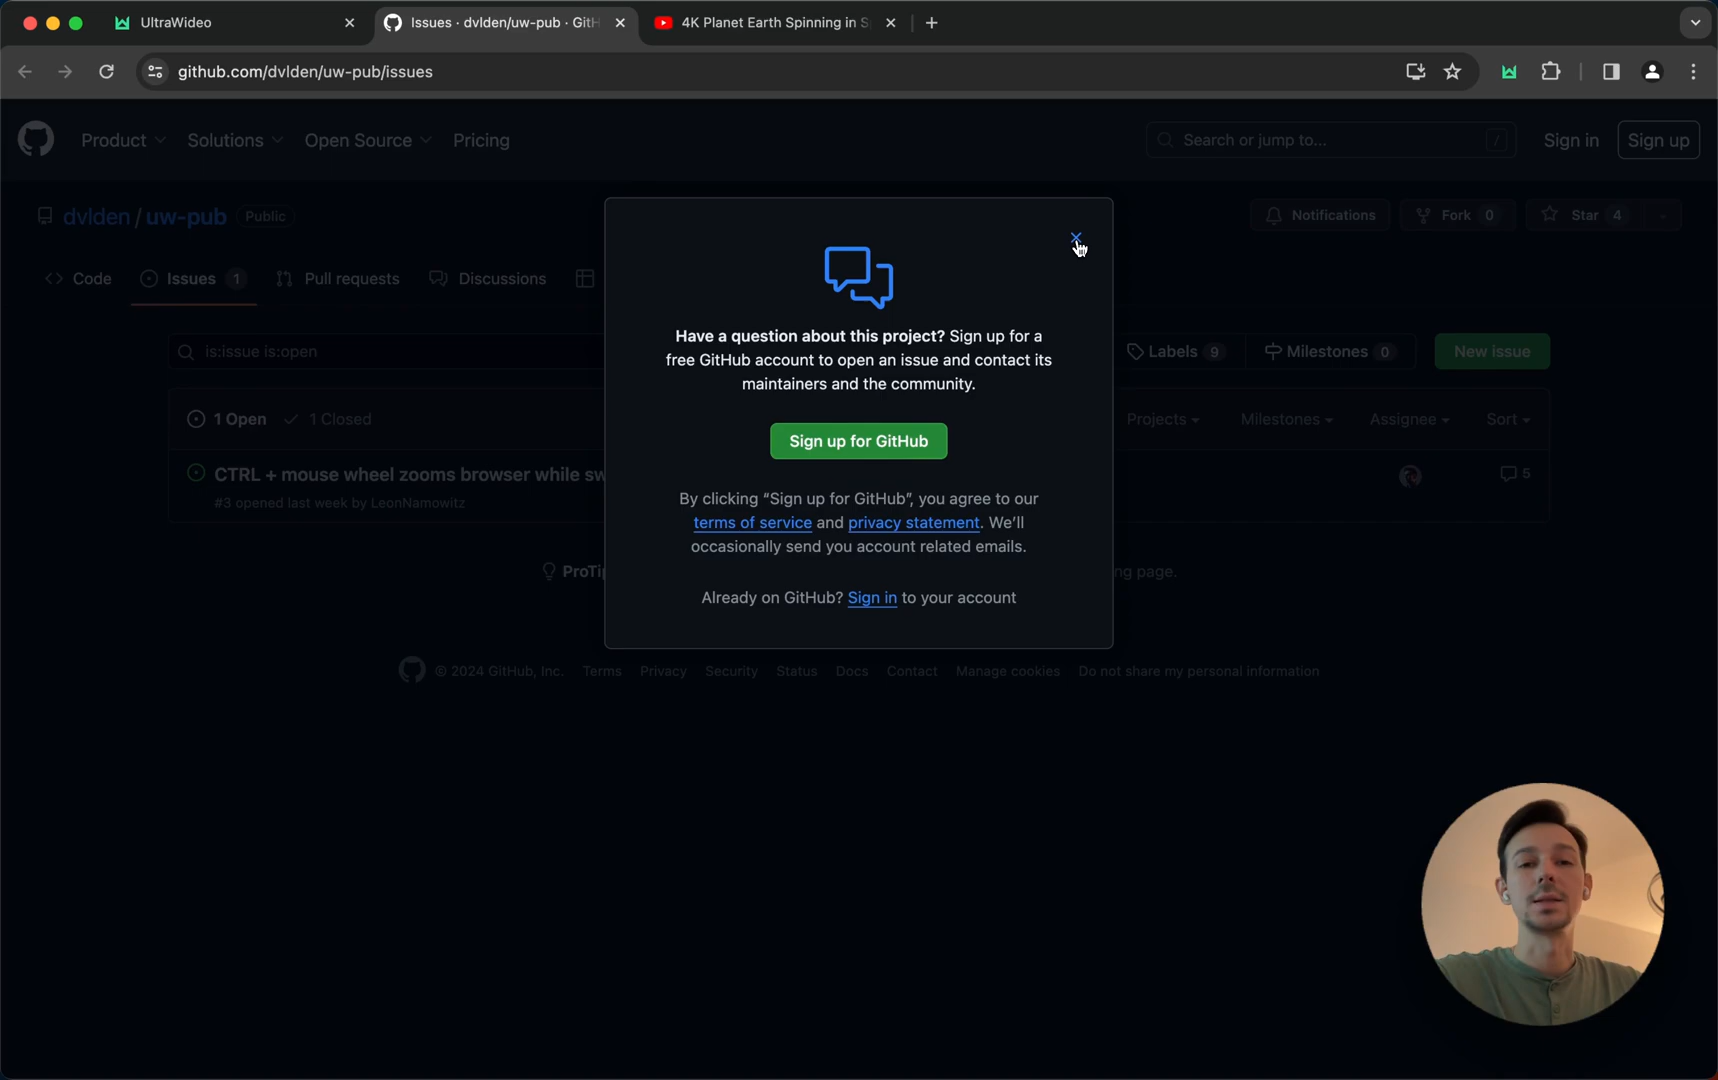 UltraWideo
Issues · dvlden/uw-pub · GitH
4K Planet Earth Spinning in S
github.com/dvlden/uw-pub/issues
Product
Solutions
Open Source
Pricing
Search or jump to...
/
Sign in
Sign up
dvlden / uw-pub
Public
Notifications
Fork 0
Star 4
Code
Issues 1
Pull requests
Discussions
is:issue is:open
Labels 9
Milestones 0
New issue
1 Open
1 Closed
Projects
Milestones
Assignee
Sort
CTRL + mouse wheel zooms browser while sw
5
#3 opened last week by LeonNamowitz
Have a question about this project? Sign up for a
free GitHub account to open an issue and contact its
maintainers and the community.
Sign up for GitHub
By clicking “Sign up for GitHub”, you agree to our
terms of service and privacy statement. We’ll
occasionally send you account related emails.
Already on GitHub? Sign in to your account
ProTip
ng page.
© 2024 GitHub, Inc.
Terms
Privacy
Security
Status
Docs
Contact
Manage cookies
Do not share my personal information